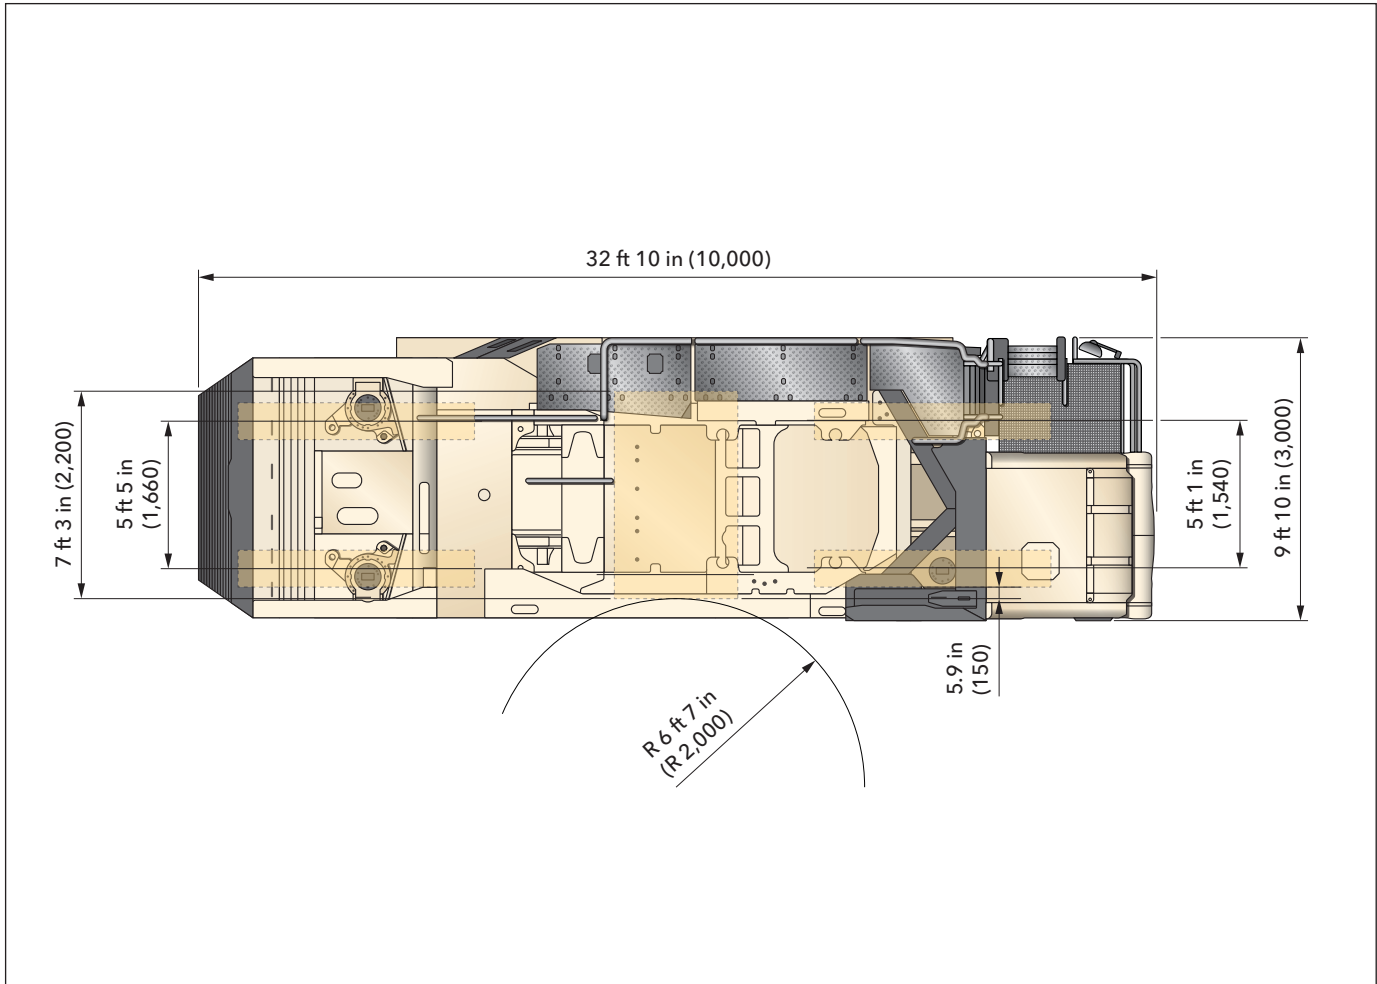 32 ft 10 in (10,000)
7 ft 3 in (2,200)
5 ft 5 in
(1,660)
5 ft 1 in
(1,540)
9 ft 10 in (3,000)
5.9 in
(150)
R 6 ft 7 in
(R 2,000)